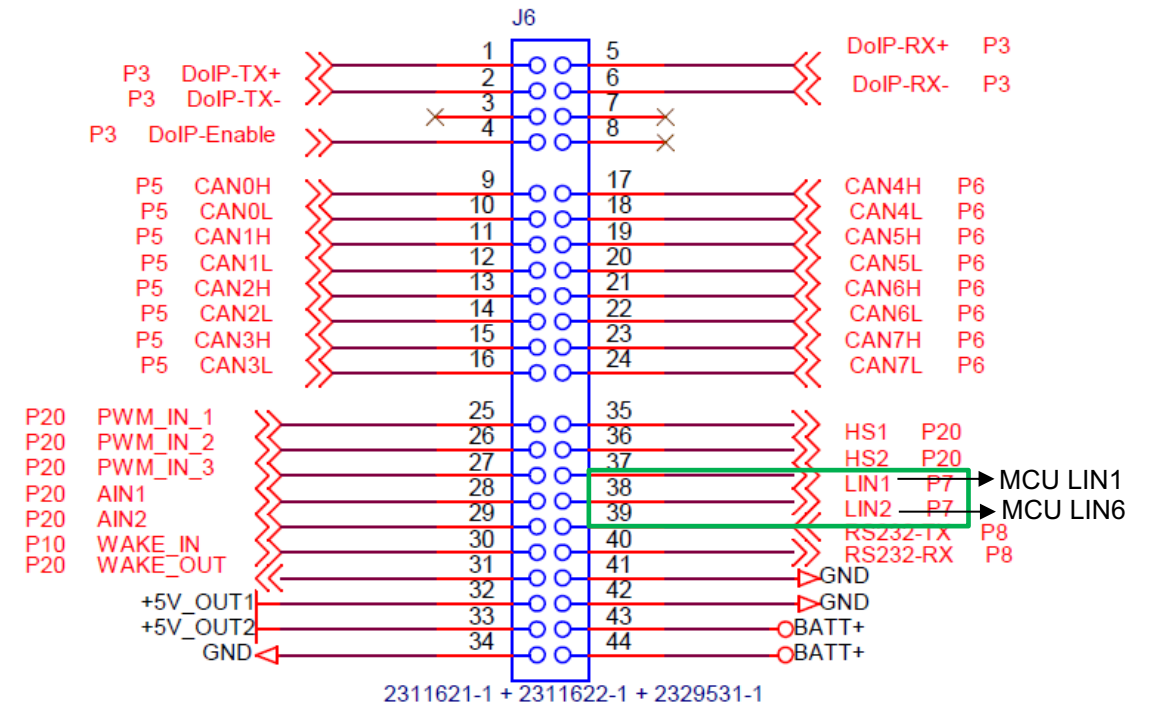 J6
1 5 DoIP-RX+ P3
P3 DoIP-TX+
2 6 DoIP-RX- P3
P3 DoIP-TX-
3 7
P3 DoIP-Enable 4 8
P5 CAN0H 9 17 CAN4H P6
P5 CAN0L 10 18 CAN4L P6
P5 CAN1H 11 19 CAN5H P6
P5 CAN1L 12 20 CAN5L P6
P5 CAN2H 13 21 CAN6H P6
P5 CAN2L 14 22 CAN6L P6
P5 CAN3H 15 23 CAN7H P6
P5 CAN3L 16 24 CAN7L P6
P20 PWM_IN_1 25 35 HS1 P20
P20 PWM_IN_2 26 36 HS2 P20
P20 PWM_IN_3 27 37 LIN1 P7 MCU LIN1
P20 AIN1 28 38 LIN2 P7 MCU LIN6
P20 AIN2 29 39 RS232-TX P8
P10 WAKE_IN 30 40 RS232-RX P8
P20 WAKE_OUT 31 41 GND
+5V_OUT1 32 42 GND
+5V_OUT2 33 43 BATT+
GND 34 44 BATT+
2311621-1 + 2311622-1 + 2329531-1